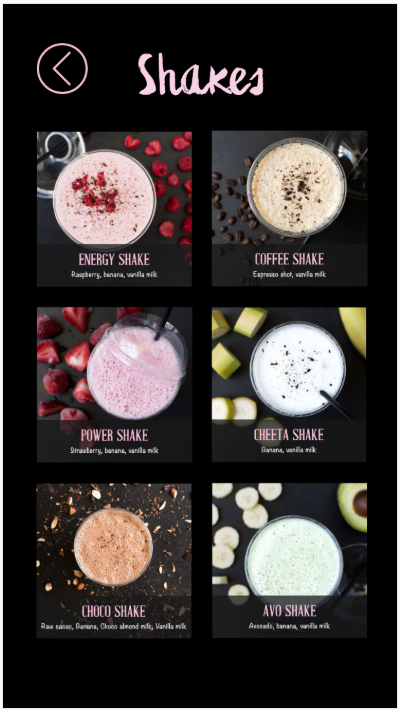 Shakes
ENERGY SHAKE
Raspberry, banana, vanilla milk
COFFEE SHAKE
Espresso shot, vanilla milk
POWER SHAKE
Strawberry, banana, vanilla milk
CHEETA SHAKE
Banana, vanilla milk
CHOCO SHAKE
Raw cacao, Banana, Choco almond milk, Vanilla milk
AVO SHAKE
Avocado, banana, vanilla milk